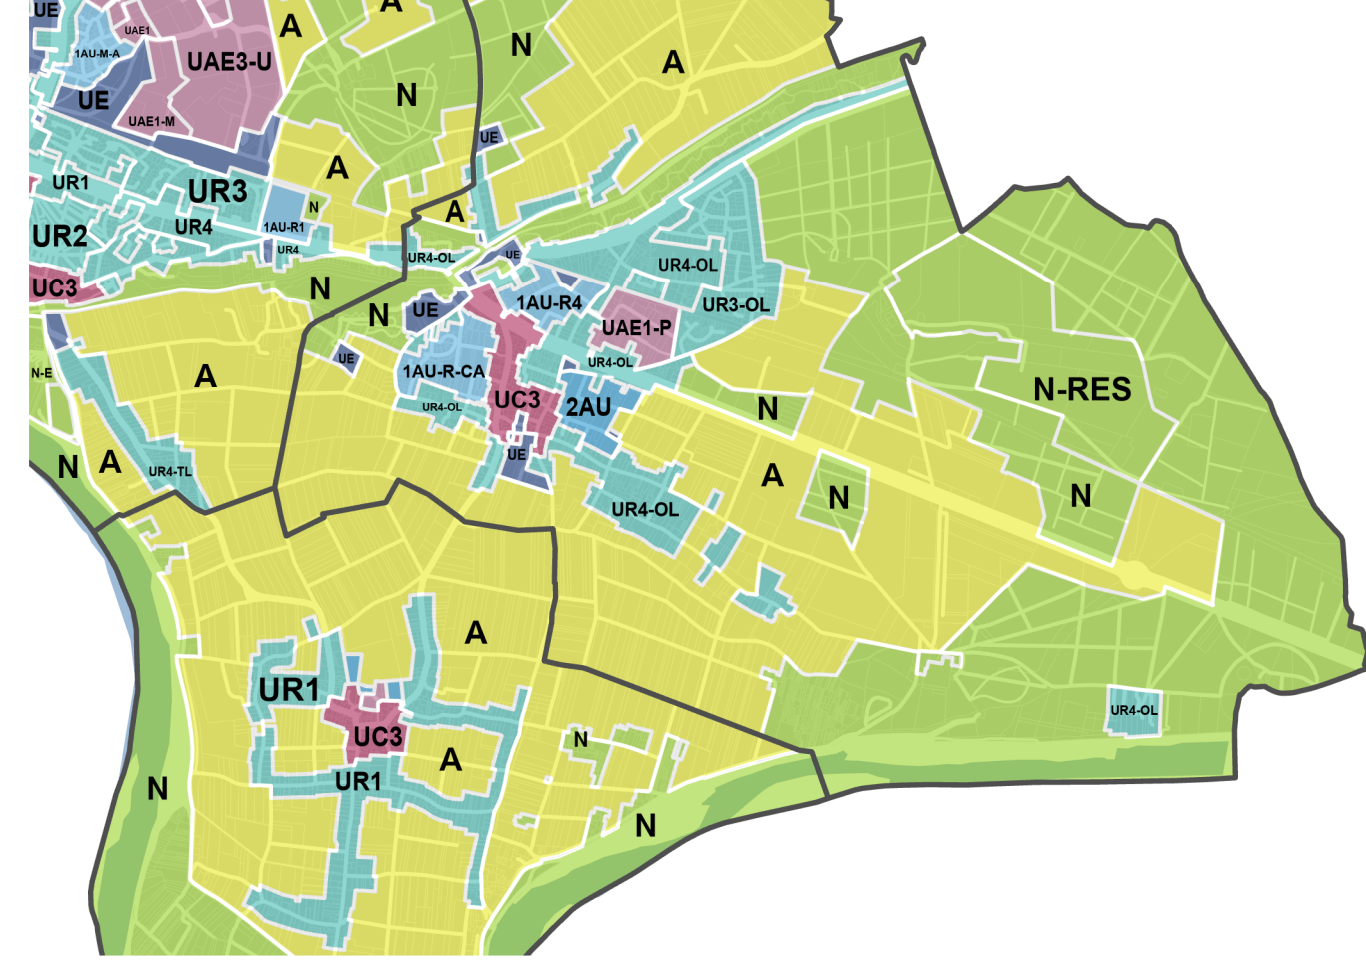 UE
A
A
UAE1
N
1AU-M-A
UAE3-U
A
N
UE
UAE1-M
UE
A
UR1
UR3
N
A
UR4
1AU-R1
UR2
UR4
UE
UR4-OL
UR4-OL
UC3
N
1AU-R4
UR3-OL
UE
N
UAE1-P
UE
UR4-OL
N-E
A
1AU-R-CA
N-RES
UC3
2AU
UR4-OL
N
UE
A
N
UR4-TL
A
N
N
UR4-OL
A
UR1
UR4-OL
UC3
N
A
UR1
N
N